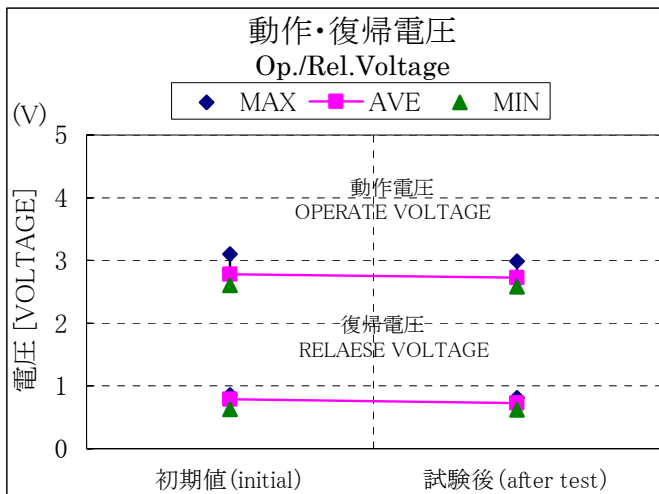 動作・復帰電圧
Op./Rel.Voltage
MAX AVE MIN
(V)
5
4
3
2
1
0
電圧 [VOLTAGE]
動作電圧
OPERATE VOLTAGE
復帰電圧
RELAESE VOLTAGE
初期値(initial) 試験後(after test)